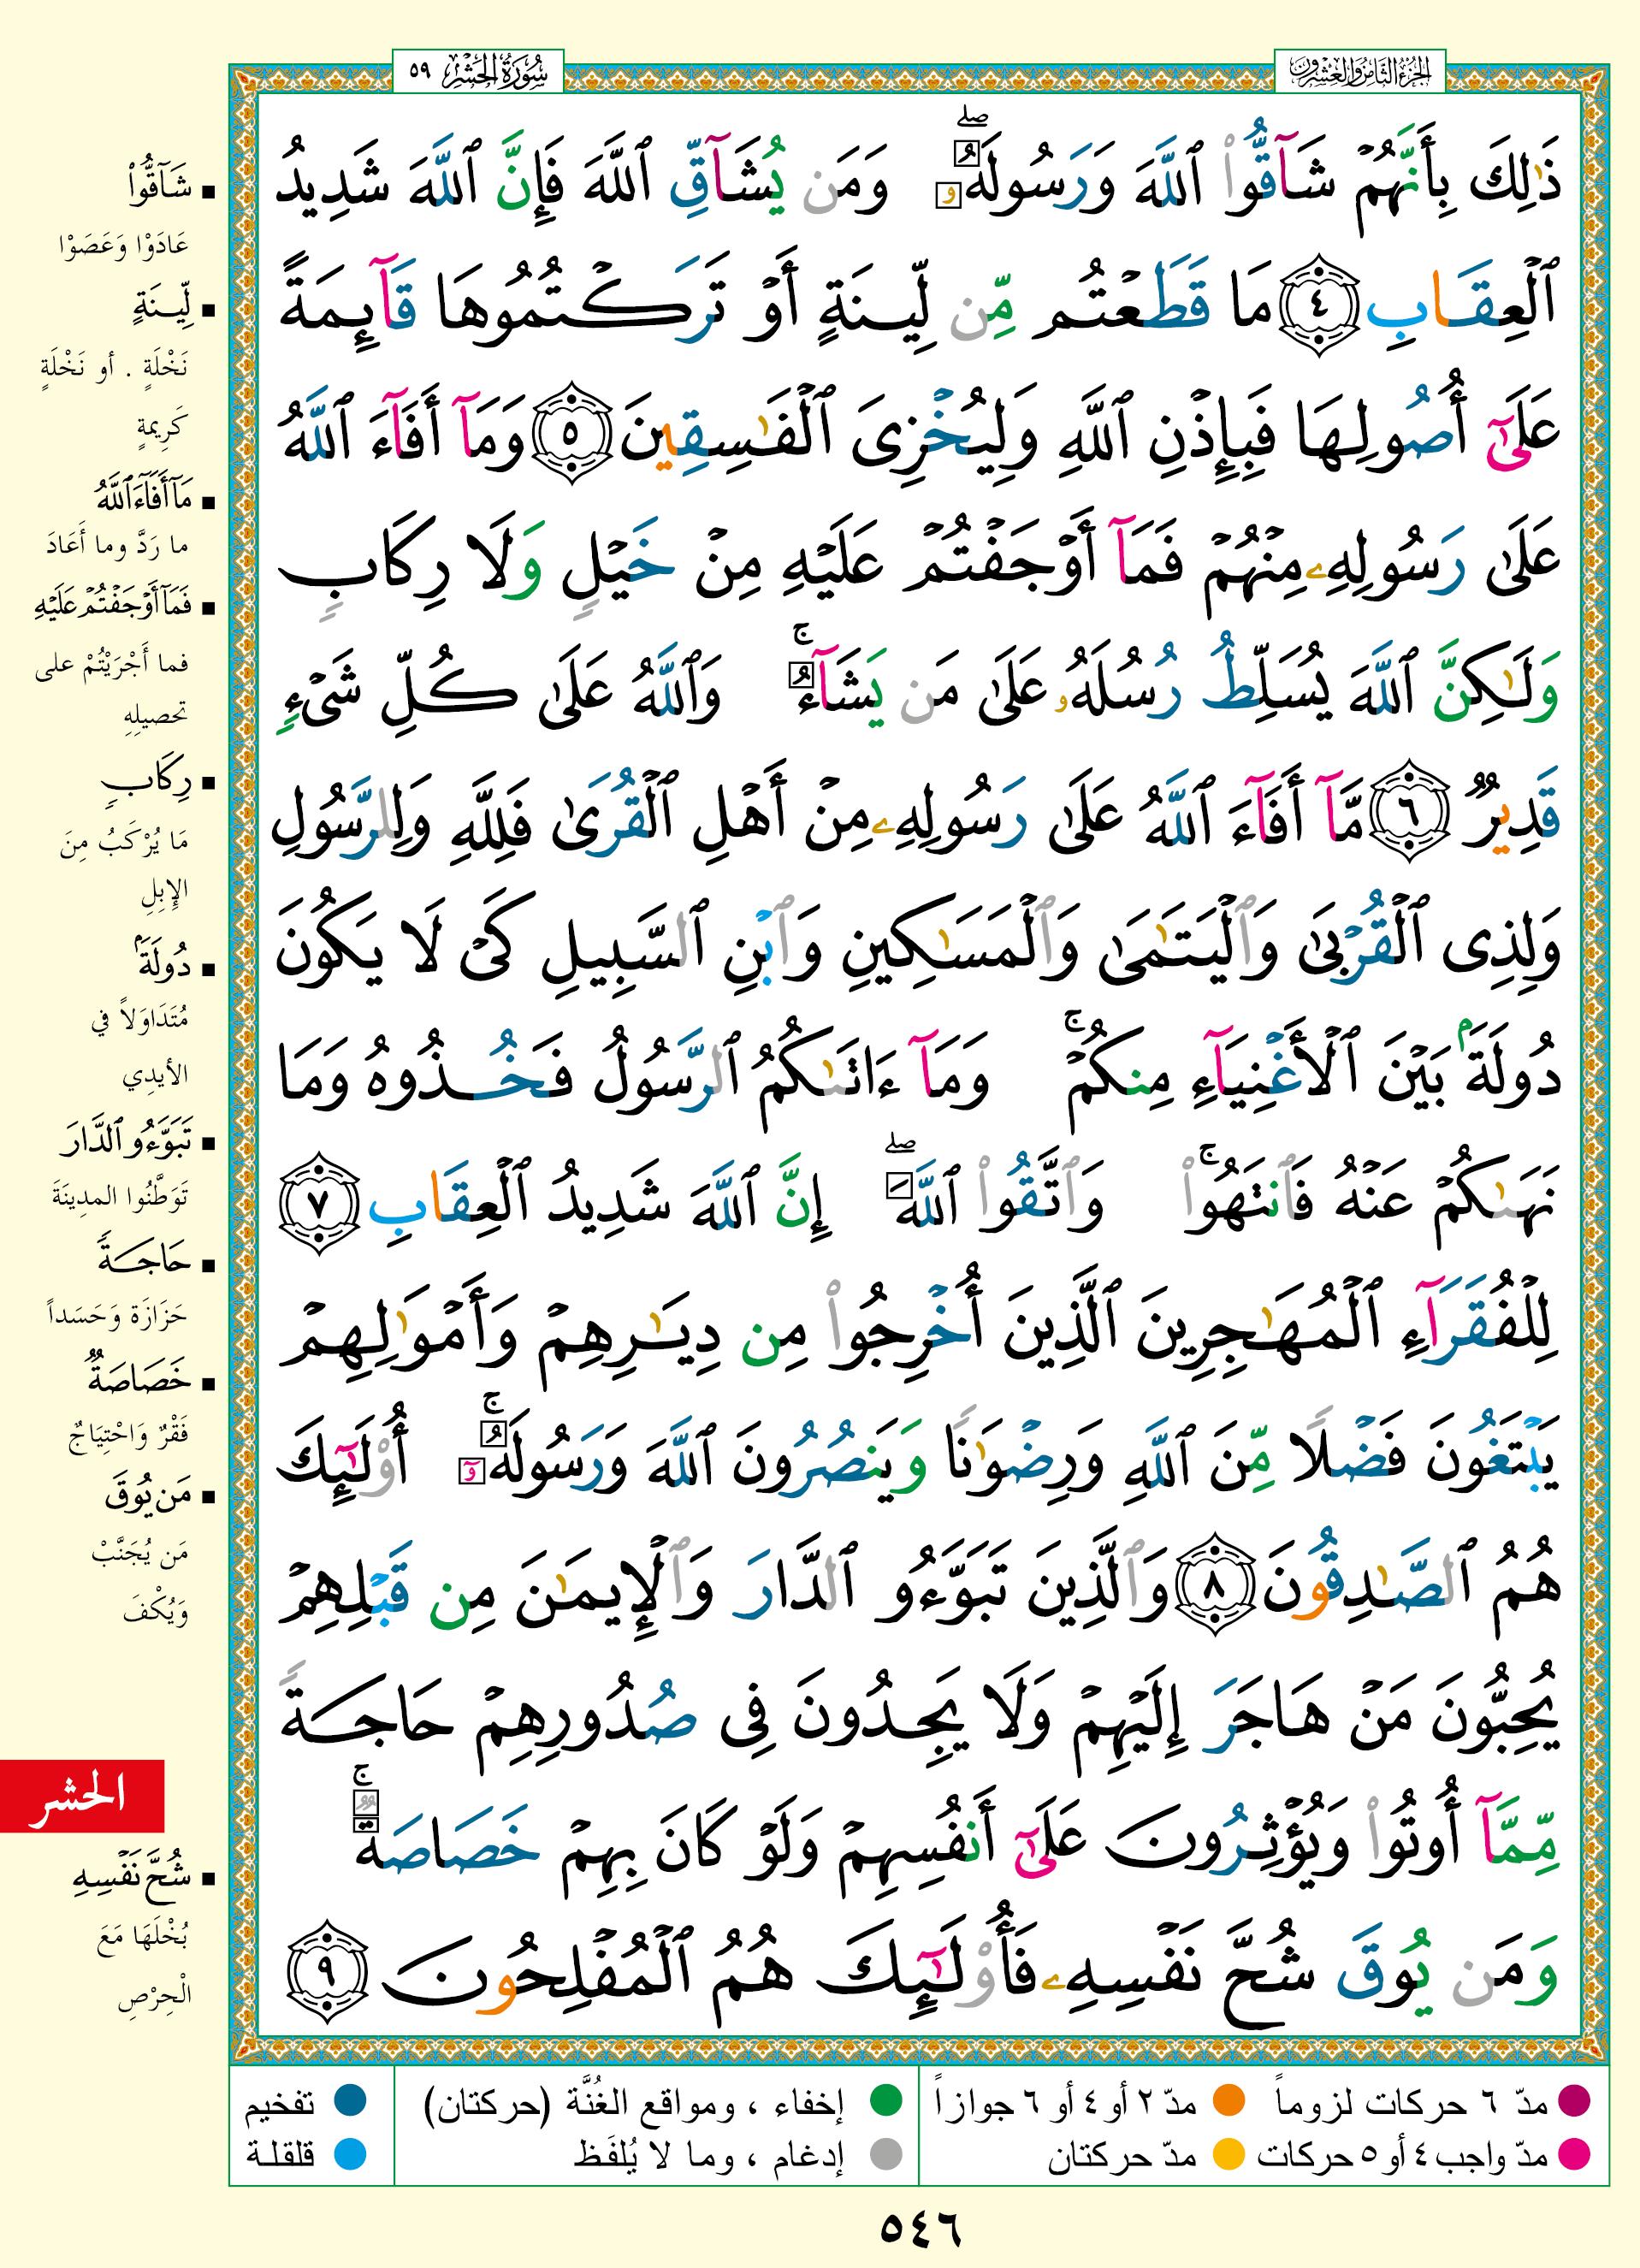 الجزء الثامن والعشرون
سورة الحشر ٥٩
ذَٰلِكَ بِأَنَّهُمْ شَآقُّوا۟ ٱللَّهَ وَرَسُولَهُۥ ۖ وَمَن يُشَآقِّ ٱللَّهَ فَإِنَّ ٱللَّهَ شَدِيدُ
ٱلْعِقَابِ ٤ مَا قَطَعْتُم مِّن لِّينَةٍ أَوْ تَرَكْتُمُوهَا قَآئِمَةً
عَلَىٰٓ أُصُولِهَا فَبِإِذْنِ ٱللَّهِ وَلِيُخْزِىَ ٱلْفَـٰسِقِينَ ٥ وَمَآ أَفَآءَ ٱللَّهُ
عَلَىٰ رَسُولِهِۦ مِنْهُمْ فَمَآ أَوْجَفْتُمْ عَلَيْهِ مِنْ خَيْلٍ وَلَا رِكَابٍ
وَلَـٰكِنَّ ٱللَّهَ يُسَلِّطُ رُسُلَهُۥ عَلَىٰ مَن يَشَآءُ ۚ وَٱللَّهُ عَلَىٰ كُلِّ شَىْءٍ
قَدِيرٌ ٦ مَّآ أَفَآءَ ٱللَّهُ عَلَىٰ رَسُولِهِۦ مِنْ أَهْلِ ٱلْقُرَىٰ فَلِلَّهِ وَلِلرَّسُولِ
وَلِذِى ٱلْقُرْبَىٰ وَٱلْيَتَـٰمَىٰ وَٱلْمَسَـٰكِينِ وَٱبْنِ ٱلسَّبِيلِ كَىْ لَا يَكُونَ
دُولَةًۢ بَيْنَ ٱلْأَغْنِيَآءِ مِنكُمْ ۚ وَمَآ ءَاتَىٰكُمُ ٱلرَّسُولُ فَخُذُوهُ وَمَا
نَهَىٰكُمْ عَنْهُ فَٱنتَهُوا۟ ۚ وَٱتَّقُوا۟ ٱللَّهَ ۖ إِنَّ ٱللَّهَ شَدِيدُ ٱلْعِقَابِ ٧
لِلْفُقَرَآءِ ٱلْمُهَـٰجِرِينَ ٱلَّذِينَ أُخْرِجُوا۟ مِن دِيَـٰرِهِمْ وَأَمْوَٰلِهِمْ
يَبْتَغُونَ فَضْلًا مِّنَ ٱللَّهِ وَرِضْوَٰنًا وَيَنصُرُونَ ٱللَّهَ وَرَسُولَهُۥٓ ۚ أُو۟لَـٰٓئِكَ
هُمُ ٱلصَّـٰدِقُونَ ٨ وَٱلَّذِينَ تَبَوَّءُو ٱلدَّارَ وَٱلْإِيمَـٰنَ مِن قَبْلِهِمْ
يُحِبُّونَ مَنْ هَاجَرَ إِلَيْهِمْ وَلَا يَجِدُونَ فِى صُدُورِهِمْ حَاجَةً
مِّمَّآ أُوتُوا۟ وَيُؤْثِرُونَ عَلَىٰٓ أَنفُسِهِمْ وَلَوْ كَانَ بِهِمْ خَصَاصَةٌ ۚ
وَمَن يُوقَ شُحَّ نَفْسِهِۦ فَأُو۟لَـٰٓئِكَ هُمُ ٱلْمُفْلِحُونَ ٩
شَآقُّوا۟
عَادَوْا وَعَصَوْا
لِّينَةٍ
نَخْلَةٍ . أو نَخْلَةٍ
كَرِيمَةٍ
مَآ أَفَآءَ ٱللَّهُ
ما رَدَّ وما أَعَادَ
فَمَآ أَوْجَفْتُمْ عَلَيْهِ
فما أَجْرَيْتُمْ على
تحصيلِهِ
رِكَابٍ
مَا يُرْكَبُ مِنَ
الإِبِلِ
دُولَةًۢ
مُتَدَاوَلاً في
الأيدِي
تَبَوَّءُو ٱلدَّارَ
تَوَطَّنُوا المدِينَةَ
حَاجَةً
حَزَازَة وَحَسَداً
خَصَاصَةٌ
فَقْرٌ وَاحْتِيَاجٌ
مَن يُوقَ
مَن يُجَنَّبْ
وَيُكْفَ
الحشر
شُحَّ نَفْسِهِ
بُخْلَهَا مَعَ
الْحِرْصِ
مدّ ٦ حركات لزوماً مدّ ٢ أو ٤ أو ٦ جوازاً إخفاء ، ومواقع الغُنَّة (حركتان) تفخيم
مدّ واجب ٤ أو ٥ حركات مدّ حركتان إدغام ، وما لا يُلفَظ قلقلة
٥٤٦